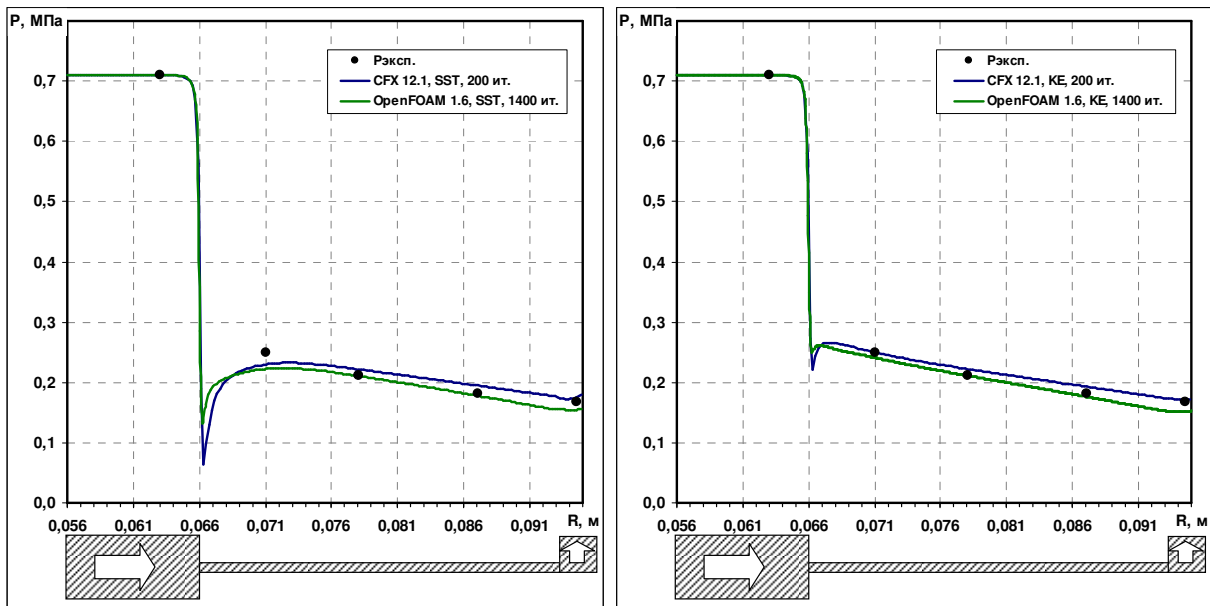 P, МПа
0,7
0,6
0,5
0,4
0,3
0,2
0,1
0,0
0,056 0,061 0,066 0,071 0,076 0,081 0,086 0,091 R, м
Pэксп.
CFX 12.1, SST, 200 ит.
OpenFOAM 1.6, SST, 1400 ит.
P, МПа
0,7
0,6
0,5
0,4
0,3
0,2
0,1
0,0
0,056 0,061 0,066 0,071 0,076 0,081 0,086 0,091 R, м
Pэксп.
CFX 12.1, KE, 200 ит.
OpenFOAM 1.6, KE, 1400 ит.